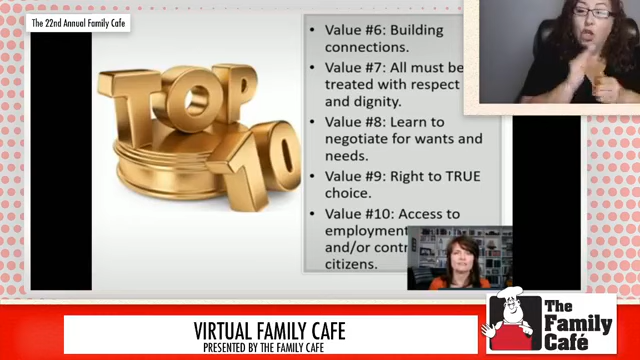 The 22nd Annual Family Cafe
TOP
10
• Value #6: Building
connections.
• Value #7: All must be
treated with respect
and dignity.
• Value #8: Learn to
negotiate for wants and
needs.
• Value #9: Right to TRUE
choice.
• Value #10: Access to
employment
and/or contr
citizens.
VIRTUAL FAMILY CAFE
PRESENTED BY THE FAMILY CAFE
The
Family
Café